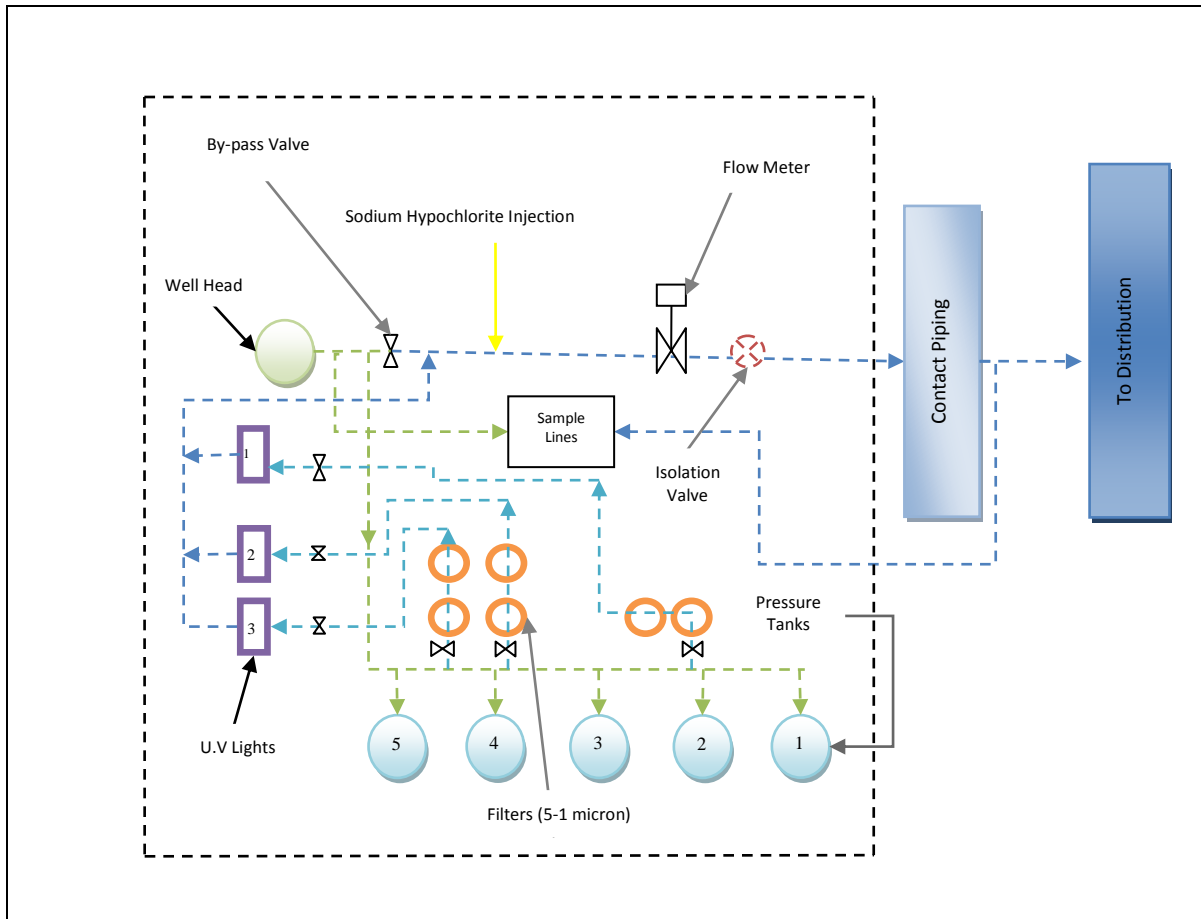 By-pass Valve
Flow Meter
Sodium Hypochlorite Injection
Well Head
Contact Piping
To Distribution
Sample
Lines
1
Isolation
Valve
2
3
Pressure
Tanks
U.V Lights
5
4
3
2
1
Filters (5-1 micron)